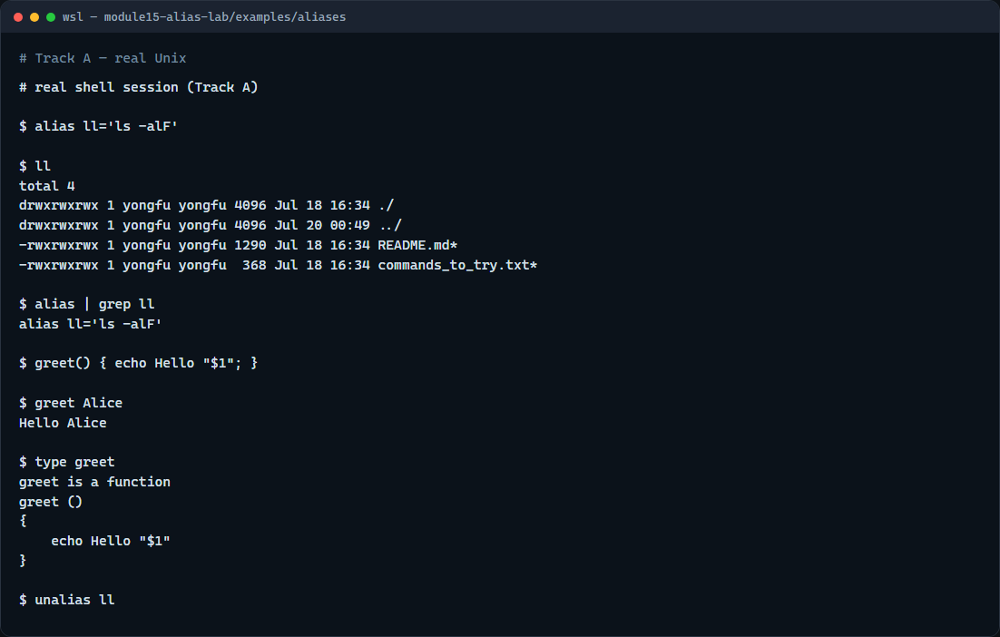 wsl — module15-alias-lab/examples/aliases
# Track A — real Unix
# real shell session (Track A)
$ alias ll='ls -alF'
$ ll
total 4
drwxrwxrwx 1 yongfu yongfu 4096 Jul 18 16:34 ./
drwxrwxrwx 1 yongfu yongfu 4096 Jul 20 00:49 ../
-rwxrwxrwx 1 yongfu yongfu 1290 Jul 18 16:34 README.md*
-rwxrwxrwx 1 yongfu yongfu  368 Jul 18 16:34 commands_to_try.txt*
$ alias | grep ll
alias ll='ls -alF'
$ greet() { echo Hello "$1"; }
$ greet Alice
Hello Alice
$ type greet
greet is a function
greet ()
{
    echo Hello "$1"
}
$ unalias ll